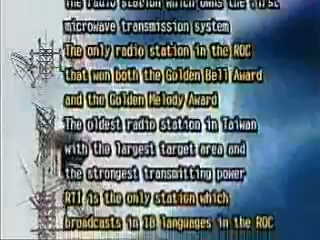 The radio station which owns the first
microwave transmission system
The only radio station in the ROC
that won both the Golden Bell Award
and the Golden Melody Award
The oldest radio station in Taiwan
with the largest target area and
the strongest transmitting power
RTI is the only station which
broadcasts in 18 languages in the ROC